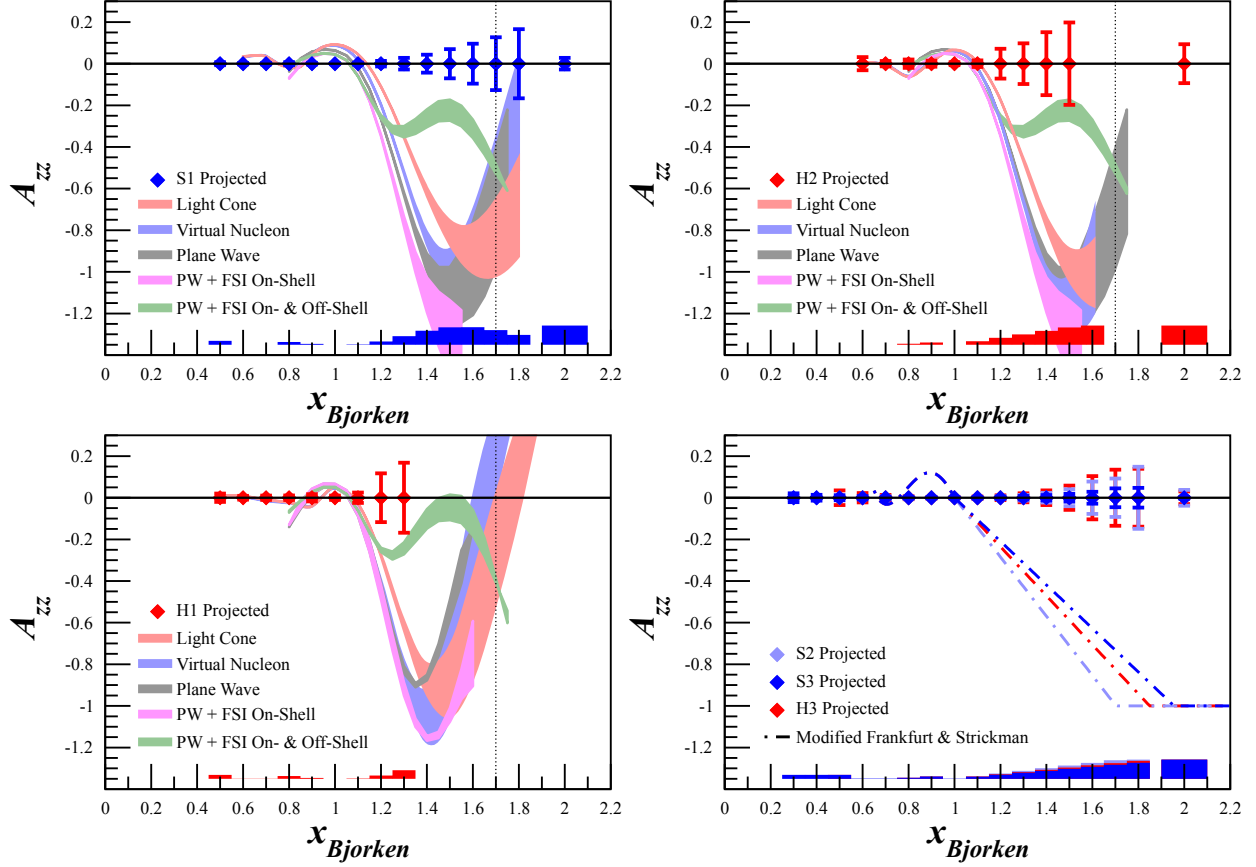 0.2
0
-0.2
-0.4
-0.6
-0.8
-1
-1.2
A_zz
S1 Projected
Light Cone
Virtual Nucleon
Plane Wave
PW + FSI On-Shell
PW + FSI On- & Off-Shell
0 0.2 0.4 0.6 0.8 1 1.2 1.4 1.6 1.8 2 2.2
x_Bjorken
0.2
0
-0.2
-0.4
-0.6
-0.8
-1
-1.2
A_zz
H2 Projected
Light Cone
Virtual Nucleon
Plane Wave
PW + FSI On-Shell
PW + FSI On- & Off-Shell
0 0.2 0.4 0.6 0.8 1 1.2 1.4 1.6 1.8 2 2.2
x_Bjorken
0.2
0
-0.2
-0.4
-0.6
-0.8
-1
-1.2
A_zz
H1 Projected
Light Cone
Virtual Nucleon
Plane Wave
PW + FSI On-Shell
PW + FSI On- & Off-Shell
0 0.2 0.4 0.6 0.8 1 1.2 1.4 1.6 1.8 2 2.2
x_Bjorken
0.2
0
-0.2
-0.4
-0.6
-0.8
-1
-1.2
A_zz
S2 Projected
S3 Projected
H3 Projected
Modified Frankfurt & Strickman
0 0.2 0.4 0.6 0.8 1 1.2 1.4 1.6 1.8 2 2.2
x_Bjorken